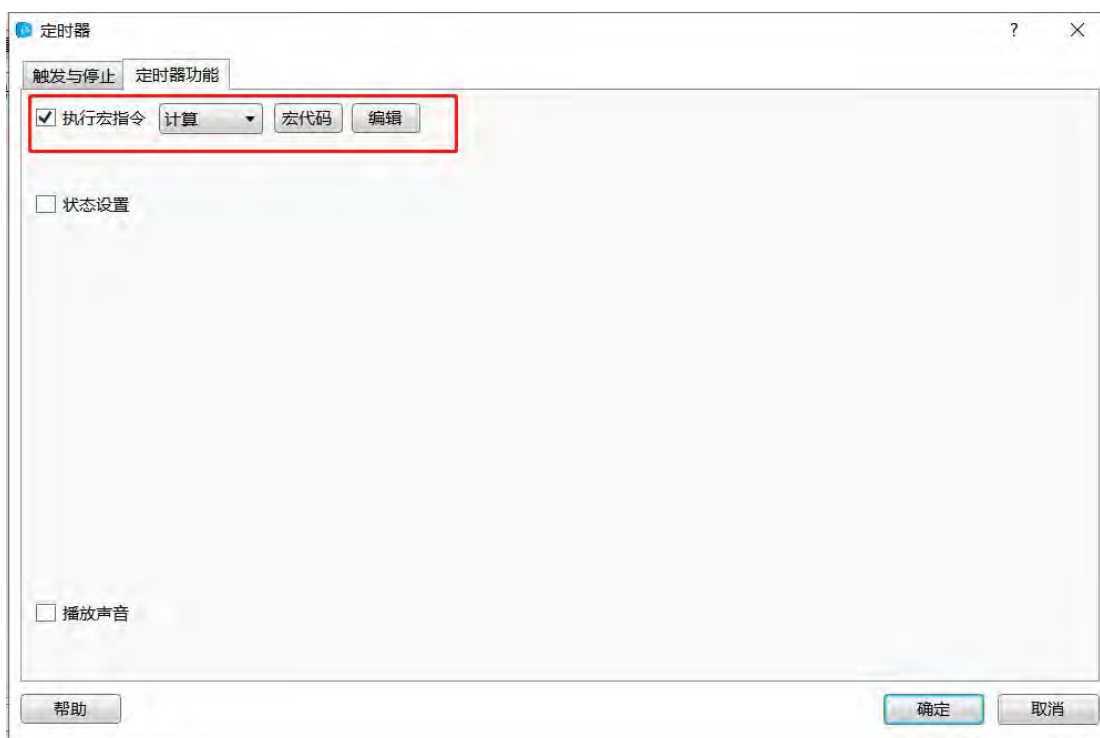 定时器
?
触发与停止 定时器功能
执行宏指令 计算 宏代码 编辑
状态设置
播放声音
帮助 确定 取消